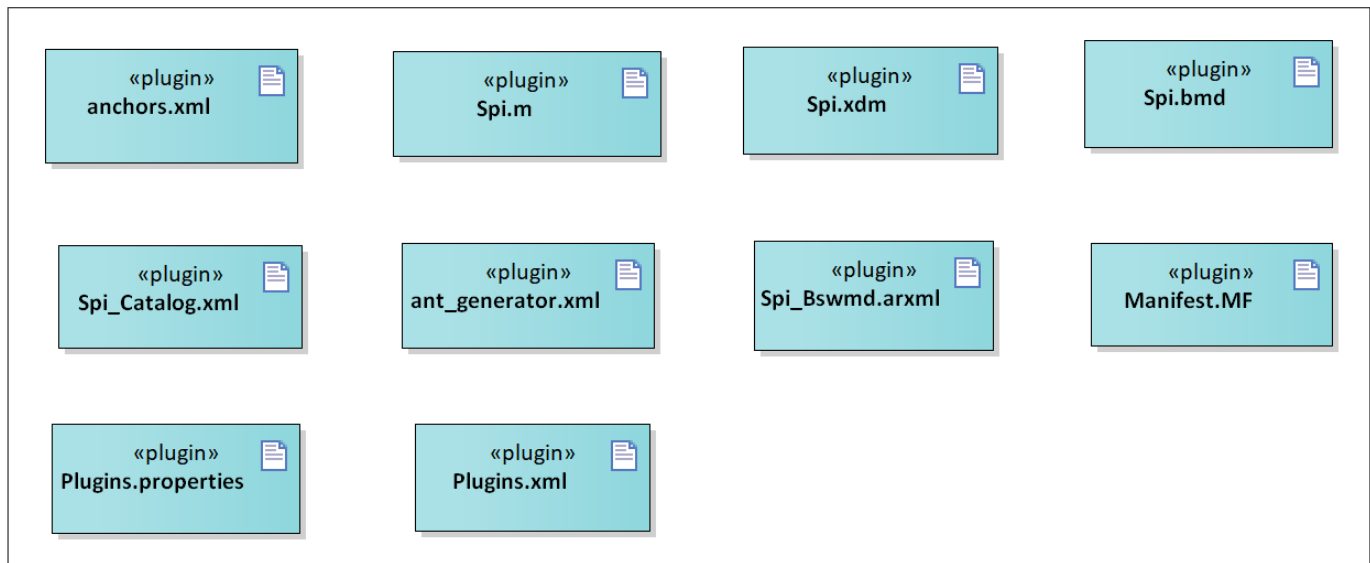 «plugin»
anchors.xml
«plugin»
Spi.m
«plugin»
Spi.xdm
«plugin»
Spi.bmd
«plugin»
Spi_Catalog.xml
«plugin»
ant_generator.xml
«plugin»
Spi_Bswmd.arxml
«plugin»
Manifest.MF
«plugin»
Plugins.properties
«plugin»
Plugins.xml